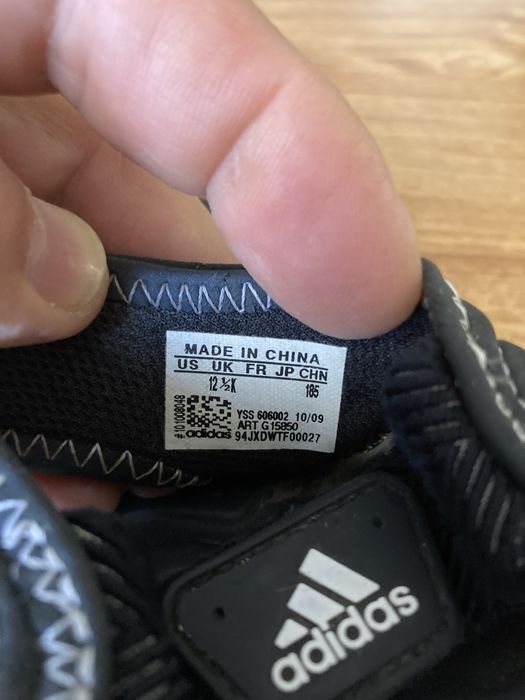 MADE IN CHINA
US UK FR JP CHN
12 ½K 185
YSS 606002 10/09
ART G15850
94JXDWTF00027
#101008048
adidas
adidas